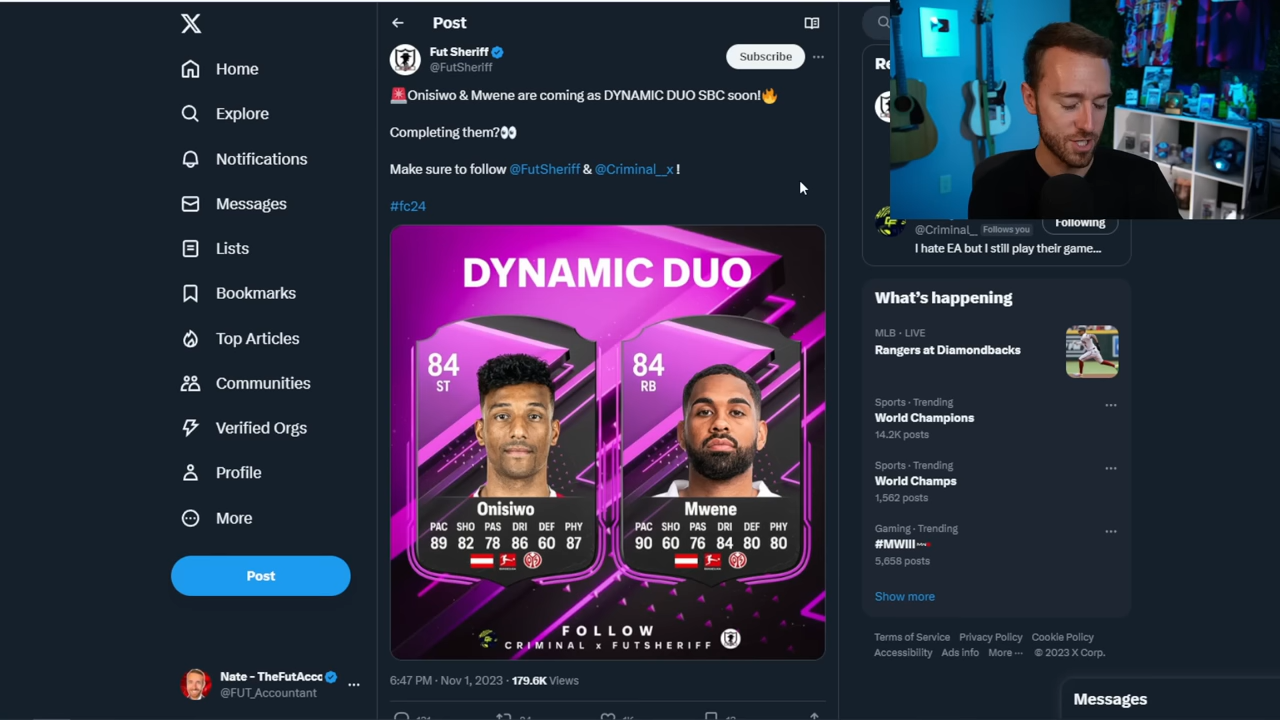 Home
Explore
Notifications
Messages
Lists
Bookmarks
Top Articles
Communities
Verified Orgs
Profile
More
Post
Nate - TheFutAcc
@FUT_Accountant
Post
Fut Sheriff
@FutSheriff
Subscribe
🚨Onisiwo & Mwene are coming as DYNAMIC DUO SBC soon!🔥
Completing them?👀
Make sure to follow @FutSheriff & @Criminal__x !
#fc24
DYNAMIC DUO
84
ST
Onisiwo
PAC SHO PAS DRI DEF PHY
89 82 78 86 60 87
84
RB
Mwene
PAC SHO PAS DRI DEF PHY
90 60 76 84 80 80
FOLLOW
CRIMINAL x FUTSHERIFF
6:47 PM · Nov 1, 2023 · 179.6K Views
Re
@Criminal__ Follows you
Following
I hate EA but I still play their game...
What's happening
MLB · LIVE
Rangers at Diamondbacks
Sports · Trending
World Champions
14.2K posts
Sports · Trending
World Champs
1,562 posts
Gaming · Trending
#MWIII
5,658 posts
Show more
Terms of Service Privacy Policy Cookie Policy
Accessibility Ads info More ··· © 2023 X Corp.
Messages